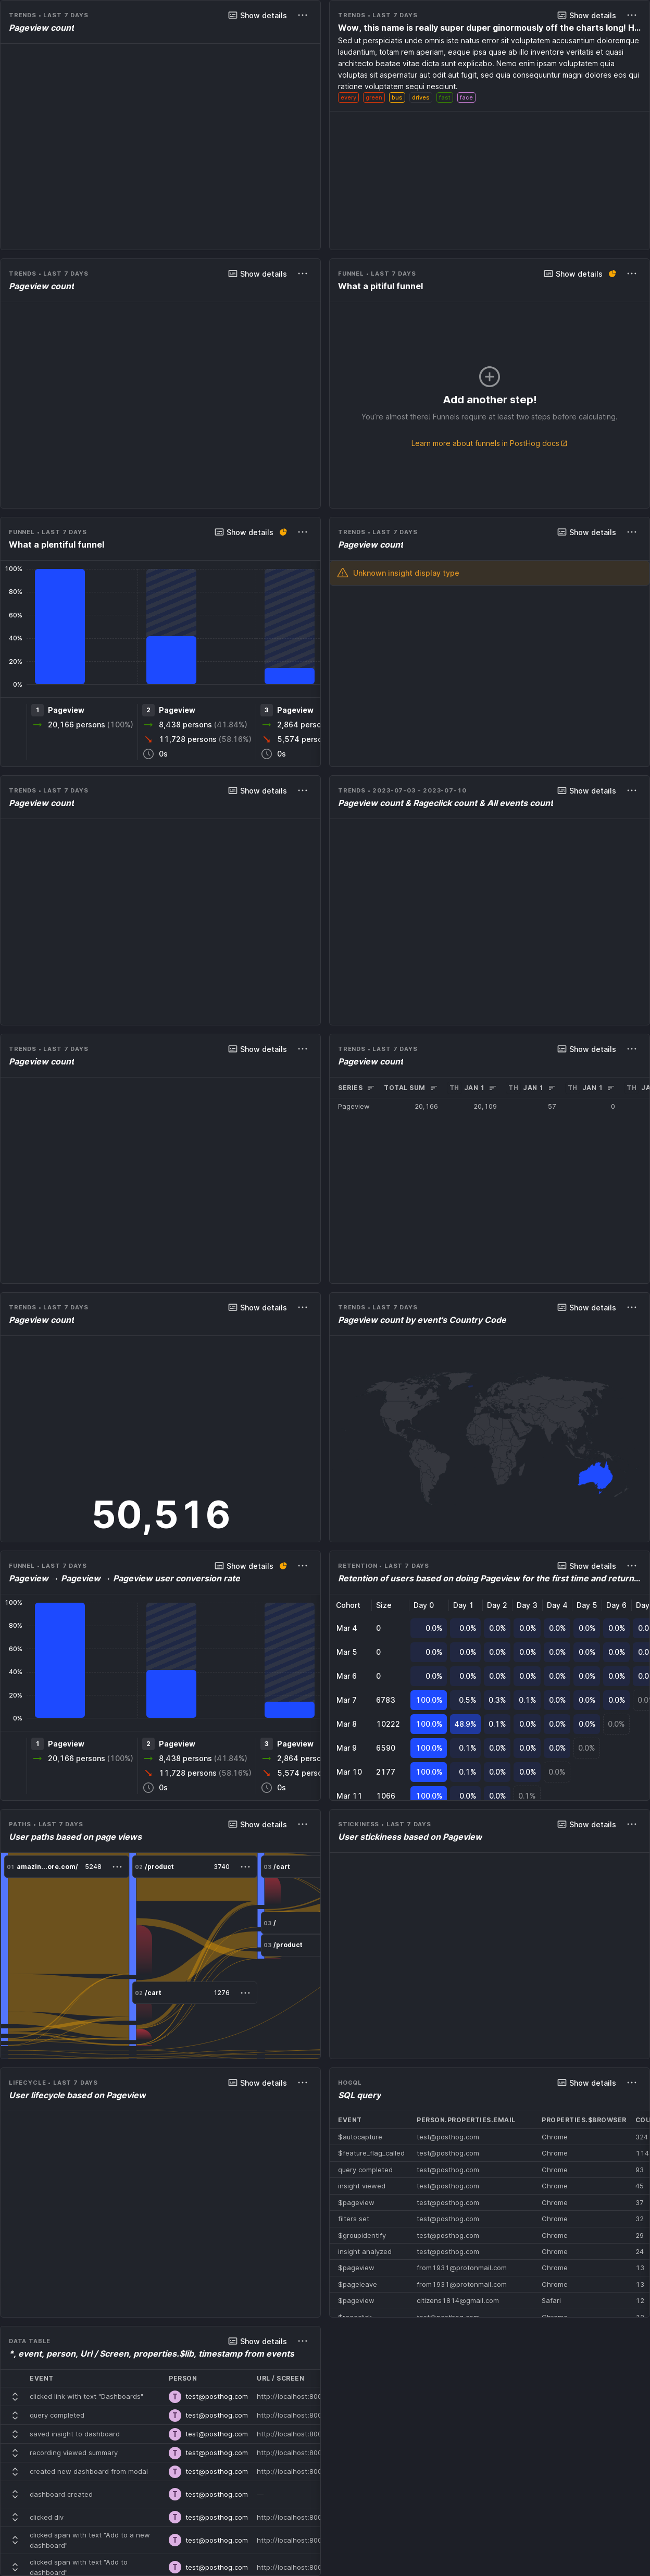 TRENDS • LAST 7 DAYS
Show details
Pageview count
TRENDS • LAST 7 DAYS
Show details
Wow, this name is really super duper ginormously off the charts long! H...
Sed ut perspiciatis unde omnis iste natus error sit voluptatem accusantium doloremque
laudantium, totam rem aperiam, eaque ipsa quae ab illo inventore veritatis et quasi
architecto beatae vitae dicta sunt explicabo. Nemo enim ipsam voluptatem quia
voluptas sit aspernatur aut odit aut fugit, sed quia consequuntur magni dolores eos qui
ratione voluptatem sequi nesciunt.
every green bus drives fast face
TRENDS • LAST 7 DAYS
Show details
Pageview count
FUNNEL • LAST 7 DAYS
Show details
What a pitiful funnel
Add another step!
You're almost there! Funnels require at least two steps before calculating.
Learn more about funnels in PostHog docs
FUNNEL • LAST 7 DAYS
Show details
What a plentiful funnel
100%
80%
60%
40%
20%
0%
1 Pageview
20,166 persons (100%)
2 Pageview
8,438 persons (41.84%)
11,728 persons (58.16%)
0s
3 Pageview
2,864 perso
5,574 perso
0s
TRENDS • LAST 7 DAYS
Show details
Pageview count
Unknown insight display type
TRENDS • LAST 7 DAYS
Show details
Pageview count
TRENDS • 2023-07-03 - 2023-07-10
Show details
Pageview count & Rageclick count & All events count
TRENDS • LAST 7 DAYS
Show details
Pageview count
TRENDS • LAST 7 DAYS
Show details
Pageview count
SERIES TOTAL SUM TH JAN 1 TH JAN 1 TH JAN 1 TH JA
Pageview 20,166 20,109 57 0
TRENDS • LAST 7 DAYS
Show details
Pageview count
50,516
TRENDS • LAST 7 DAYS
Show details
Pageview count by event's Country Code
FUNNEL • LAST 7 DAYS
Show details
Pageview → Pageview → Pageview user conversion rate
100%
80%
60%
40%
20%
0%
1 Pageview
20,166 persons (100%)
2 Pageview
8,438 persons (41.84%)
11,728 persons (58.16%)
0s
3 Pageview
2,864 perso
5,574 perso
0s
RETENTION • LAST 7 DAYS
Show details
Retention of users based on doing Pageview for the first time and return...
Cohort Size Day 0 Day 1 Day 2 Day 3 Day 4 Day 5 Day 6 Day
Mar 4 0 0.0% 0.0% 0.0% 0.0% 0.0% 0.0% 0.0% 0.0
Mar 5 0 0.0% 0.0% 0.0% 0.0% 0.0% 0.0% 0.0% 0.0
Mar 6 0 0.0% 0.0% 0.0% 0.0% 0.0% 0.0% 0.0% 0.0
Mar 7 6783 100.0% 0.5% 0.3% 0.1% 0.0% 0.0% 0.0% 0.0
Mar 8 10222 100.0% 48.9% 0.1% 0.0% 0.0% 0.0% 0.0%
Mar 9 6590 100.0% 0.1% 0.0% 0.0% 0.0% 0.0%
Mar 10 2177 100.0% 0.1% 0.0% 0.0% 0.0%
Mar 11 1066 100.0% 0.0% 0.0% 0.1%
PATHS • LAST 7 DAYS
Show details
User paths based on page views
01 amazin...ore.com/ 5248
02 /product 3740
03 /cart
03 /
03 /product
02 /cart 1276
STICKINESS • LAST 7 DAYS
Show details
User stickiness based on Pageview
LIFECYCLE • LAST 7 DAYS
Show details
User lifecycle based on Pageview
HOGQL
Show details
SQL query
EVENT PERSON.PROPERTIES.EMAIL PROPERTIES.$BROWSER COU
$autocapture test@posthog.com Chrome 324
$feature_flag_called test@posthog.com Chrome 114
query completed test@posthog.com Chrome 93
insight viewed test@posthog.com Chrome 45
$pageview test@posthog.com Chrome 37
filters set test@posthog.com Chrome 32
$groupidentify test@posthog.com Chrome 29
insight analyzed test@posthog.com Chrome 24
$pageview from1931@protonmail.com Chrome 13
$pageleave from1931@protonmail.com Chrome 13
$pageview citizens1814@gmail.com Safari 12
DATA TABLE
Show details
*, event, person, Url / Screen, properties.$lib, timestamp from events
EVENT PERSON URL / SCREEN
clicked link with text "Dashboards" T test@posthog.com http://localhost:800
query completed T test@posthog.com http://localhost:800
saved insight to dashboard T test@posthog.com http://localhost:800
recording viewed summary T test@posthog.com http://localhost:800
created new dashboard from modal T test@posthog.com http://localhost:800
dashboard created T test@posthog.com —
clicked div T test@posthog.com http://localhost:800
clicked span with text "Add to a new
dashboard" T test@posthog.com http://localhost:800
clicked span with text "Add to
dashboard" T test@posthog.com http://localhost:800